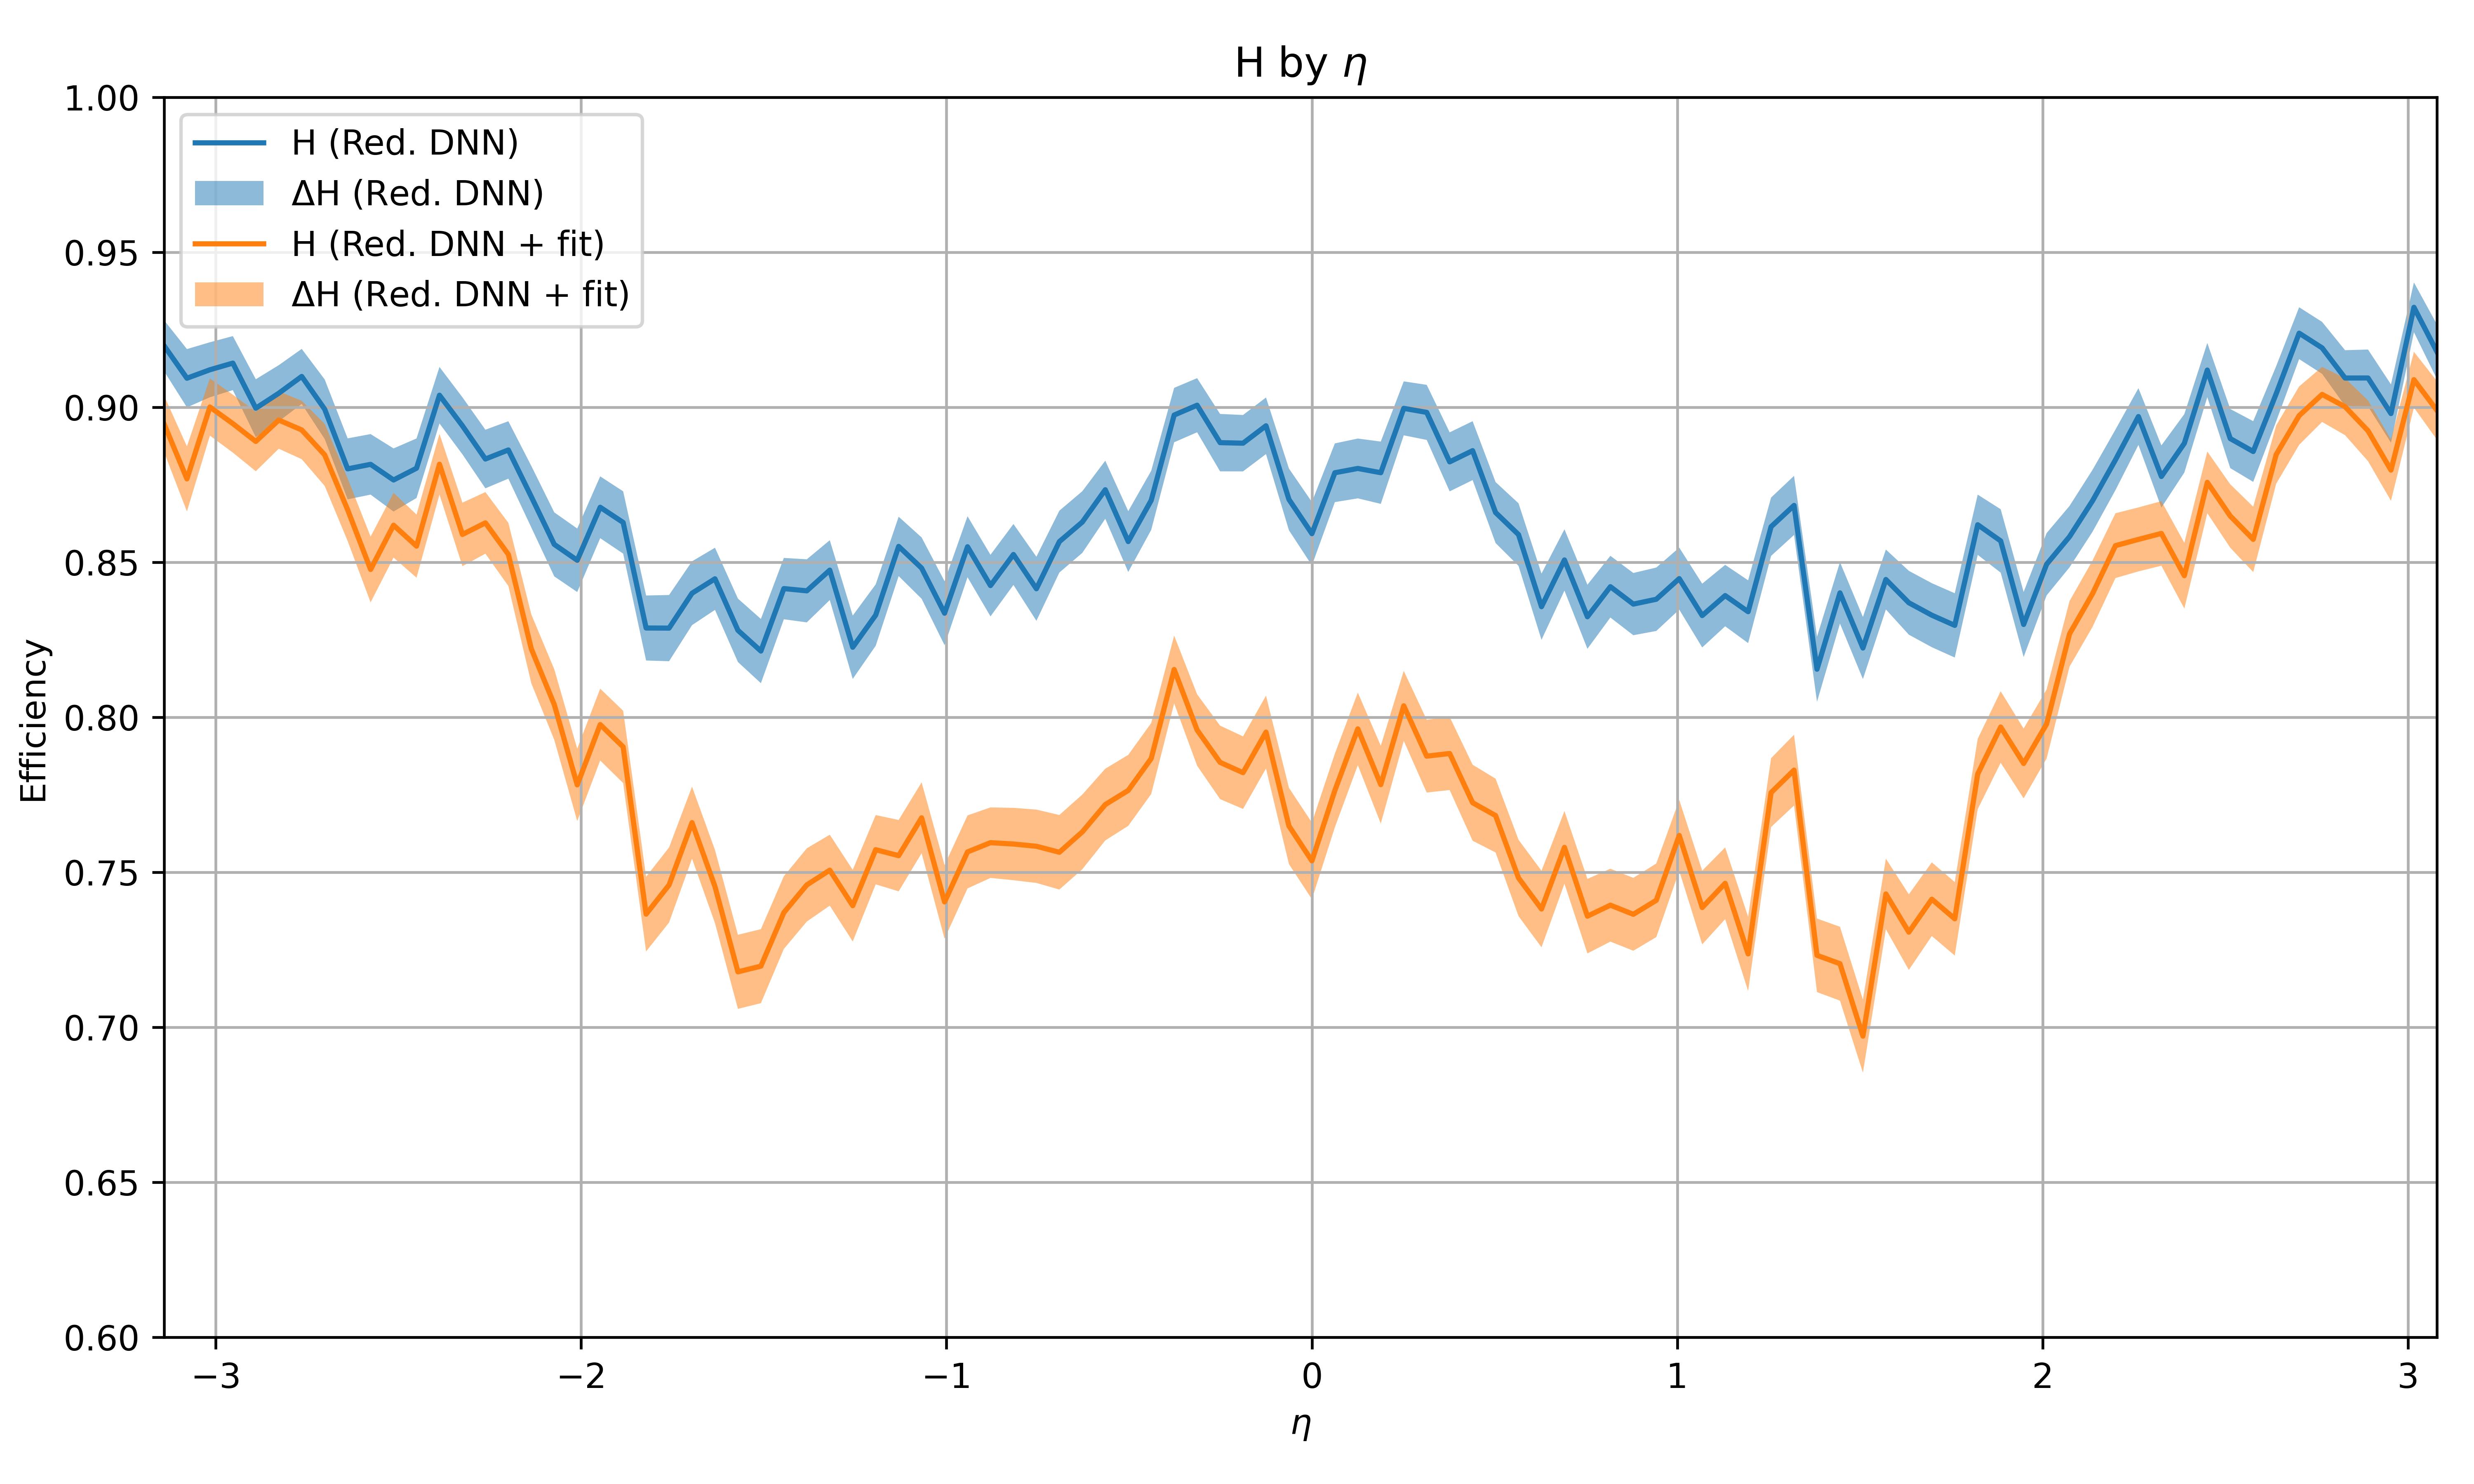 H by η
1.00
0.95
0.90
0.85
0.80
0.75
0.70
0.65
0.60
Efficiency
H (Red. DNN)
ΔH (Red. DNN)
H (Red. DNN + fit)
ΔH (Red. DNN + fit)
−3 −2 −1 0 1 2 3
η